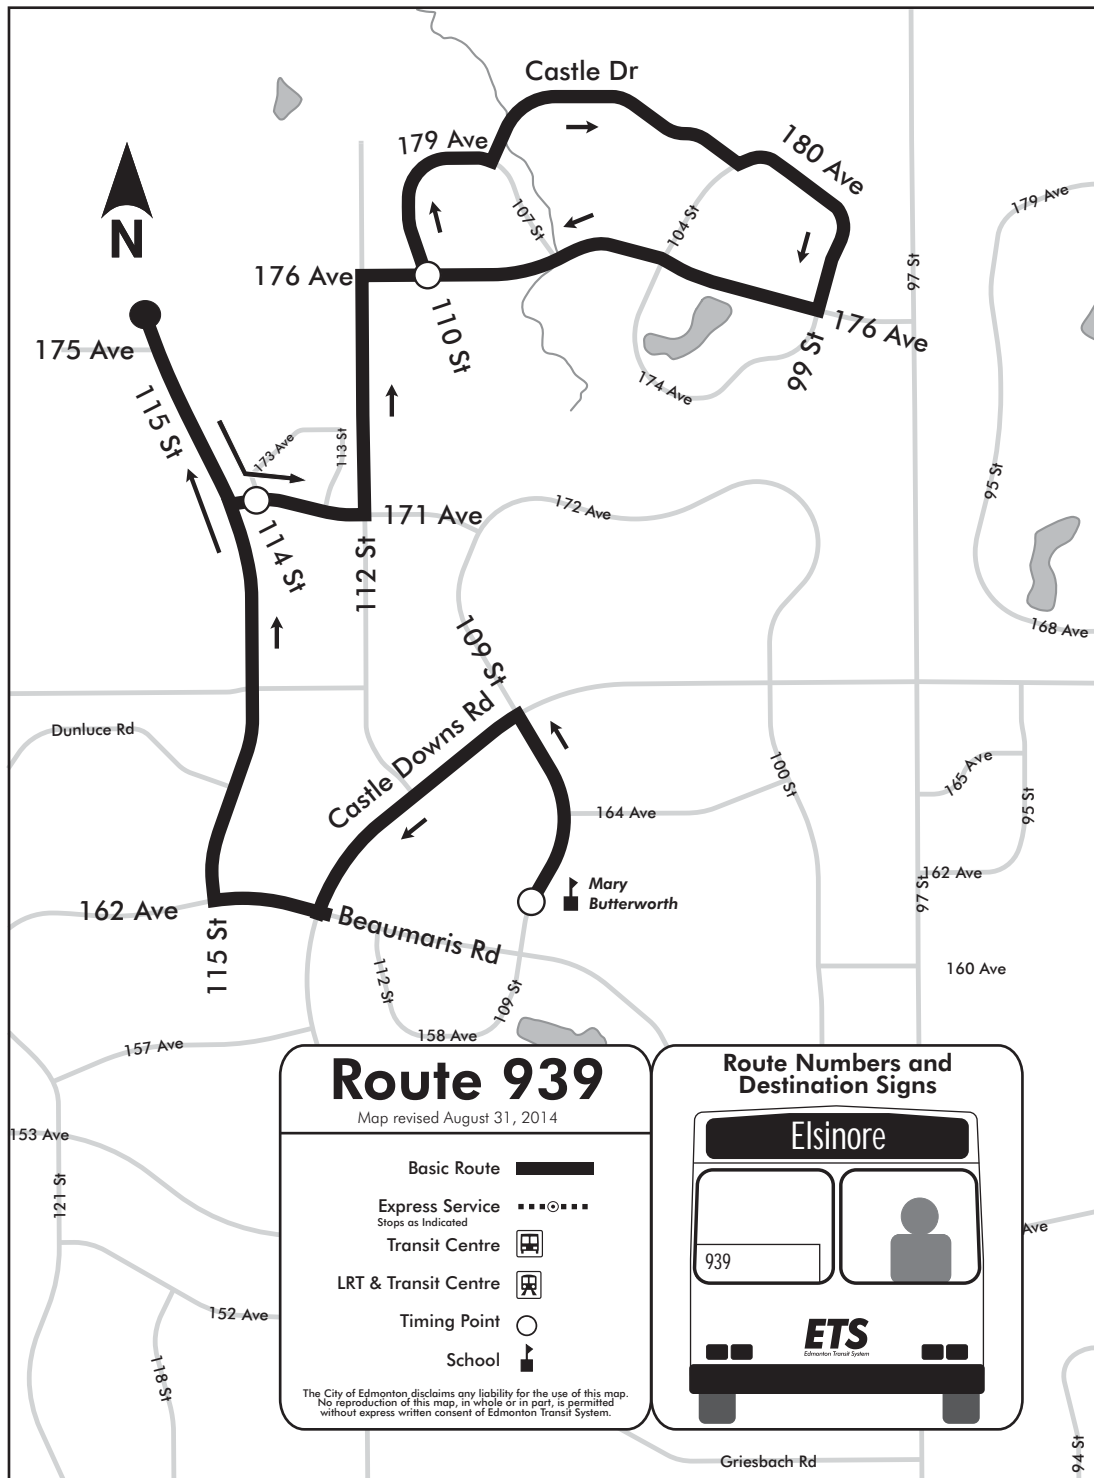 Castle Dr
179 Ave
180 Ave
179 Ave
107 St
104 St
97 St
N
176 Ave
110 St
176 Ave
175 Ave
99 St
174 Ave
115 St
173 Ave
113 St
95 St
171 Ave
172 Ave
114 St
112 St
168 Ave
109 St
Dunluce Rd
Castle Downs Rd
100 St
165 Ave
95 St
164 Ave
162 Ave
97 St
Mary
Butterworth
162 Ave
Beaumaris Rd
115 St
112 St
109 St
160 Ave
158 Ave
157 Ave
153 Ave
121 St
152 Ave
118 St
Route 939
Map revised August 31, 2014
Basic Route
Express Service
Stops as Indicated
Transit Centre
LRT & Transit Centre
Timing Point
School
The City of Edmonton disclaims any liability for the use of this map.
No reproduction of this map, in whole or in part, is permitted
without express written consent of Edmonton Transit System.
Route Numbers and
Destination Signs
Elsinore
939
ETS
Edmonton Transit System
Ave
Griesbach Rd
94 St